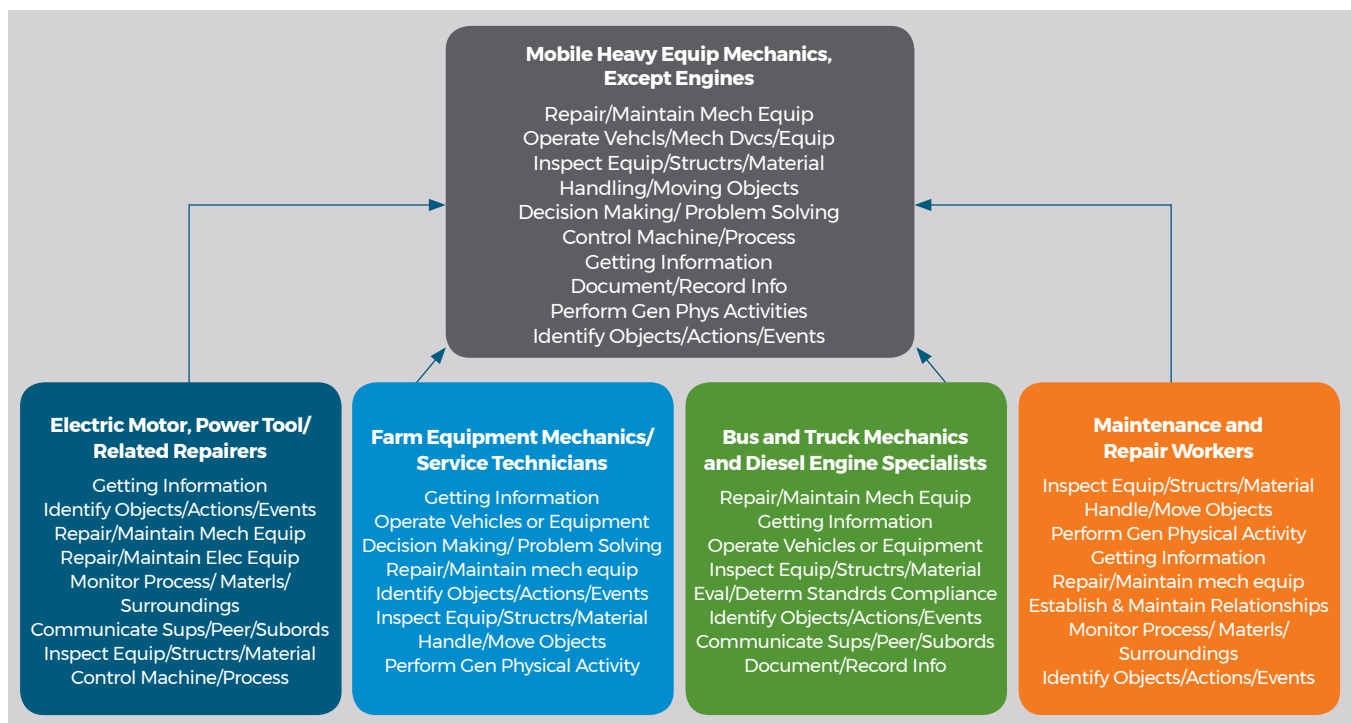 Mobile Heavy Equip Mechanics,
Except Engines
Repair/Maintain Mech Equip
Operate Vehcls/Mech Dvcs/Equip
Inspect Equip/Structrs/Material
Handling/Moving Objects
Decision Making/ Problem Solving
Control Machine/Process
Getting Information
Document/Record Info
Perform Gen Phys Activities
Identify Objects/Actions/Events
Electric Motor, Power Tool/
Related Repairers
Getting Information
Identify Objects/Actions/Events
Repair/Maintain Mech Equip
Repair/Maintain Elec Equip
Monitor Process/ Materls/
Surroundings
Communicate Sups/Peer/Subords
Inspect Equip/Structrs/Material
Control Machine/Process
Farm Equipment Mechanics/
Service Technicians
Getting Information
Operate Vehicles or Equipment
Decision Making/ Problem Solving
Repair/Maintain mech equip
Identify Objects/Actions/Events
Inspect Equip/Structrs/Material
Handle/Move Objects
Perform Gen Physical Activity
Bus and Truck Mechanics
and Diesel Engine Specialists
Repair/Maintain Mech Equip
Getting Information
Operate Vehicles or Equipment
Inspect Equip/Structrs/Material
Eval/Determ Standrds Compliance
Identify Objects/Actions/Events
Communicate Sups/Peer/Subords
Document/Record Info
Maintenance and
Repair Workers
Inspect Equip/Structrs/Material
Handle/Move Objects
Perform Gen Physical Activity
Getting Information
Repair/Maintain mech equip
Establish & Maintain Relationships
Monitor Process/ Materls/
Surroundings
Identify Objects/Actions/Events